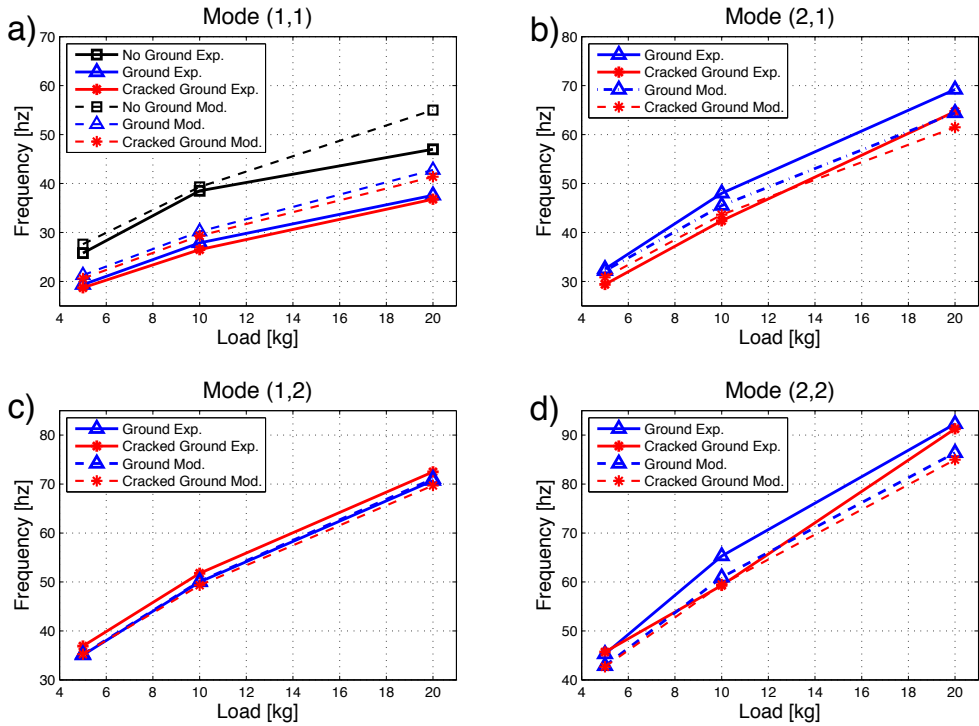 a)
Mode (1,1)
Frequency [hz]
70
60
50
40
30
20
No Ground Exp.
Ground Exp.
Cracked Ground Exp.
No Ground Mod.
Ground Mod.
Cracked Ground Mod.
4 6 8 10 12 14 16 18 20
Load [kg]
b)
Mode (2,1)
Frequency [hz]
80
70
60
50
40
30
Ground Exp.
Cracked Ground Exp.
Ground Mod.
Cracked Ground Mod.
4 6 8 10 12 14 16 18 20
Load [kg]
c)
Mode (1,2)
Frequency [hz]
80
70
60
50
40
30
Ground Exp.
Cracked Ground Exp.
Ground Mod.
Cracked Ground Mod.
4 6 8 10 12 14 16 18 20
Load [kg]
d)
Mode (2,2)
Frequency [hz]
90
80
70
60
50
40
Ground Exp.
Cracked Ground Exp.
Ground Mod.
Cracked Ground Mod.
4 6 8 10 12 14 16 18 20
Load [kg]